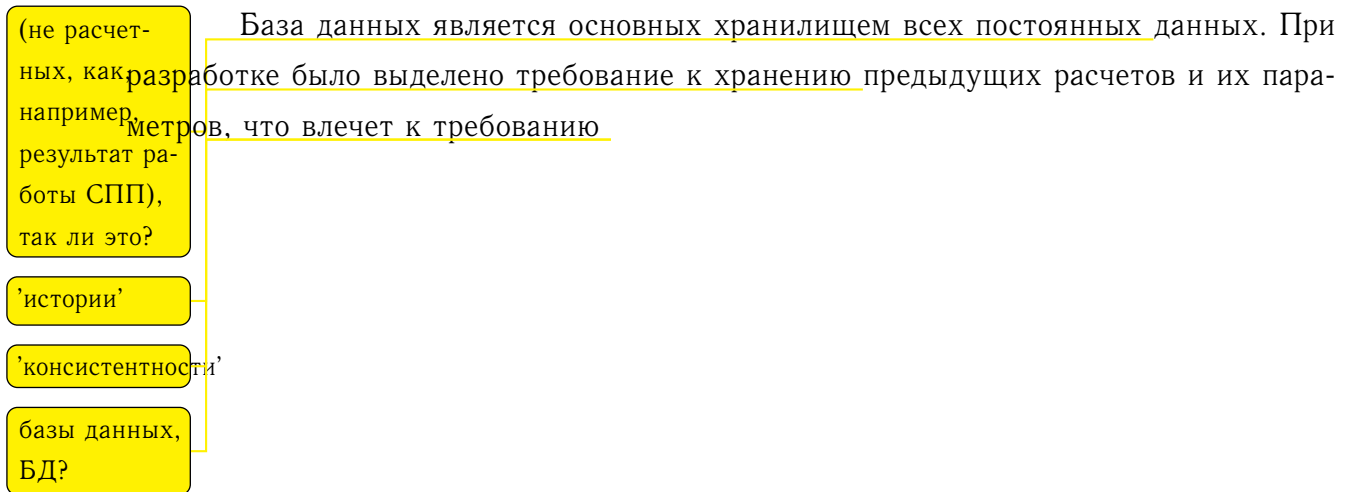 База данных является основных хранилищем всех постоянных данных. При
разработке было выделено требование к хранению предыдущих расчетов и их пара-
метров, что влечет к требованию
(не расчет-
ных, как,
например,
результат ра-
боты СПП),
так ли это?
'истории'
'консистентности'
базы данных,
БД?